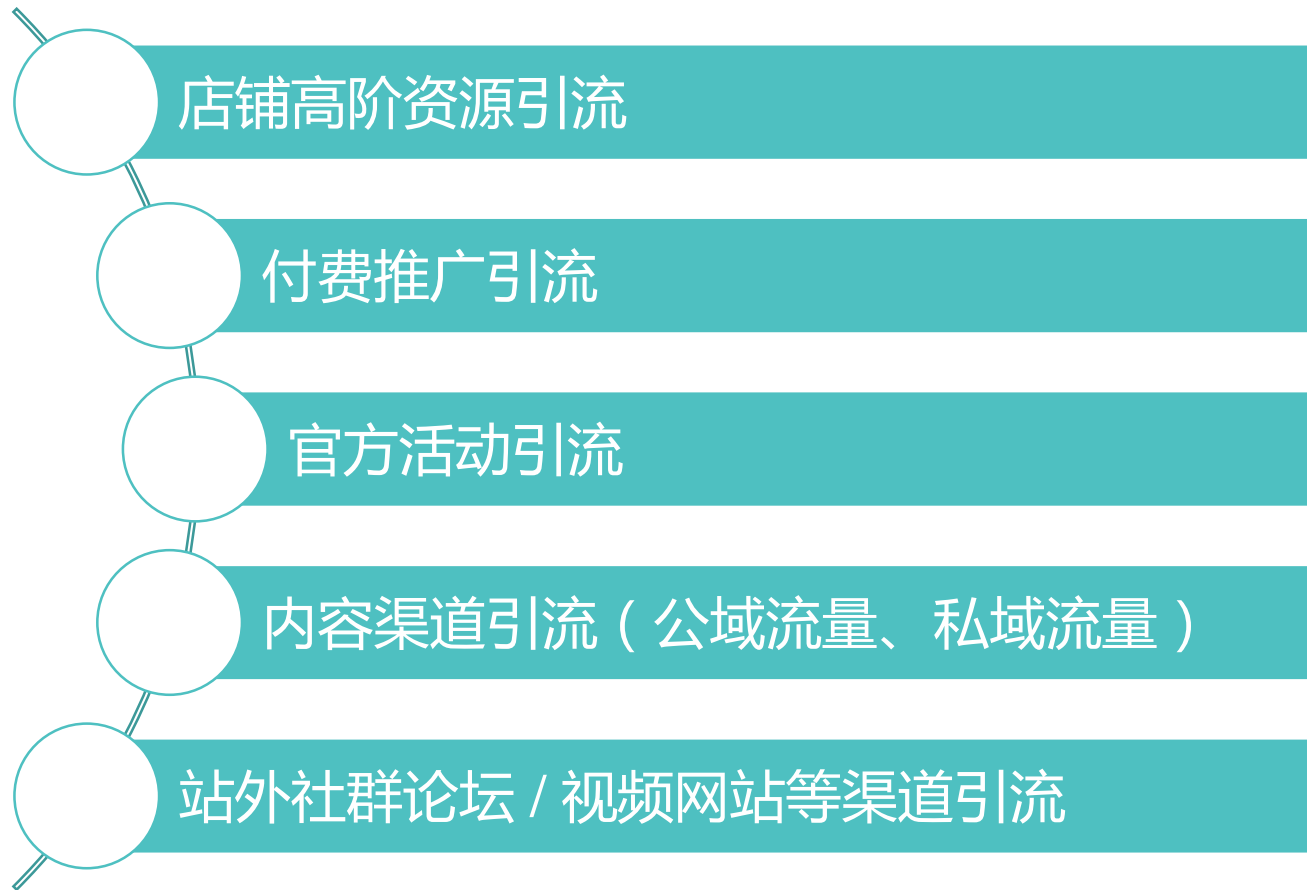 店铺高阶资源引流
付费推广引流
官方活动引流
内容渠道引流（公域流量、私域流量）
站外社群论坛/视频网站等渠道引流